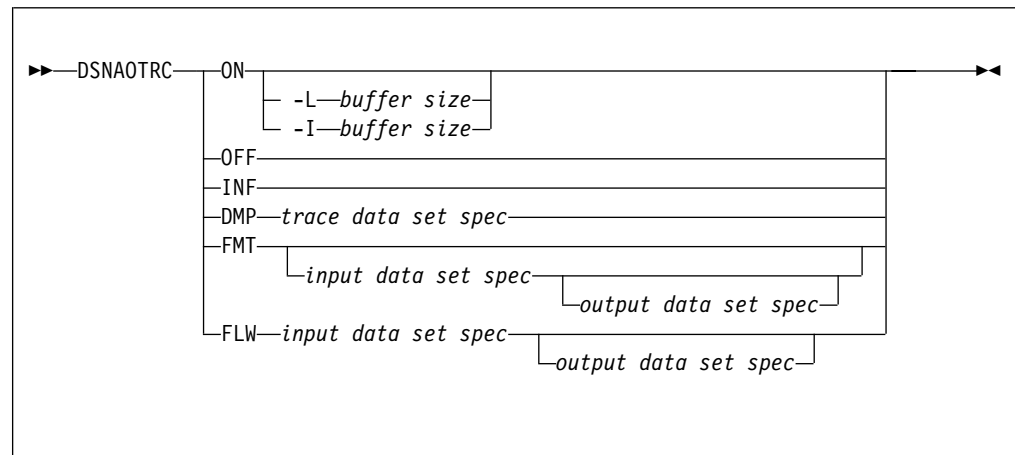 DSNAOTRC ON
-L buffer size
-I buffer size
OFF
INF
DMP trace data set spec
FMT
input data set spec
output data set spec
FLW input data set spec
output data set spec